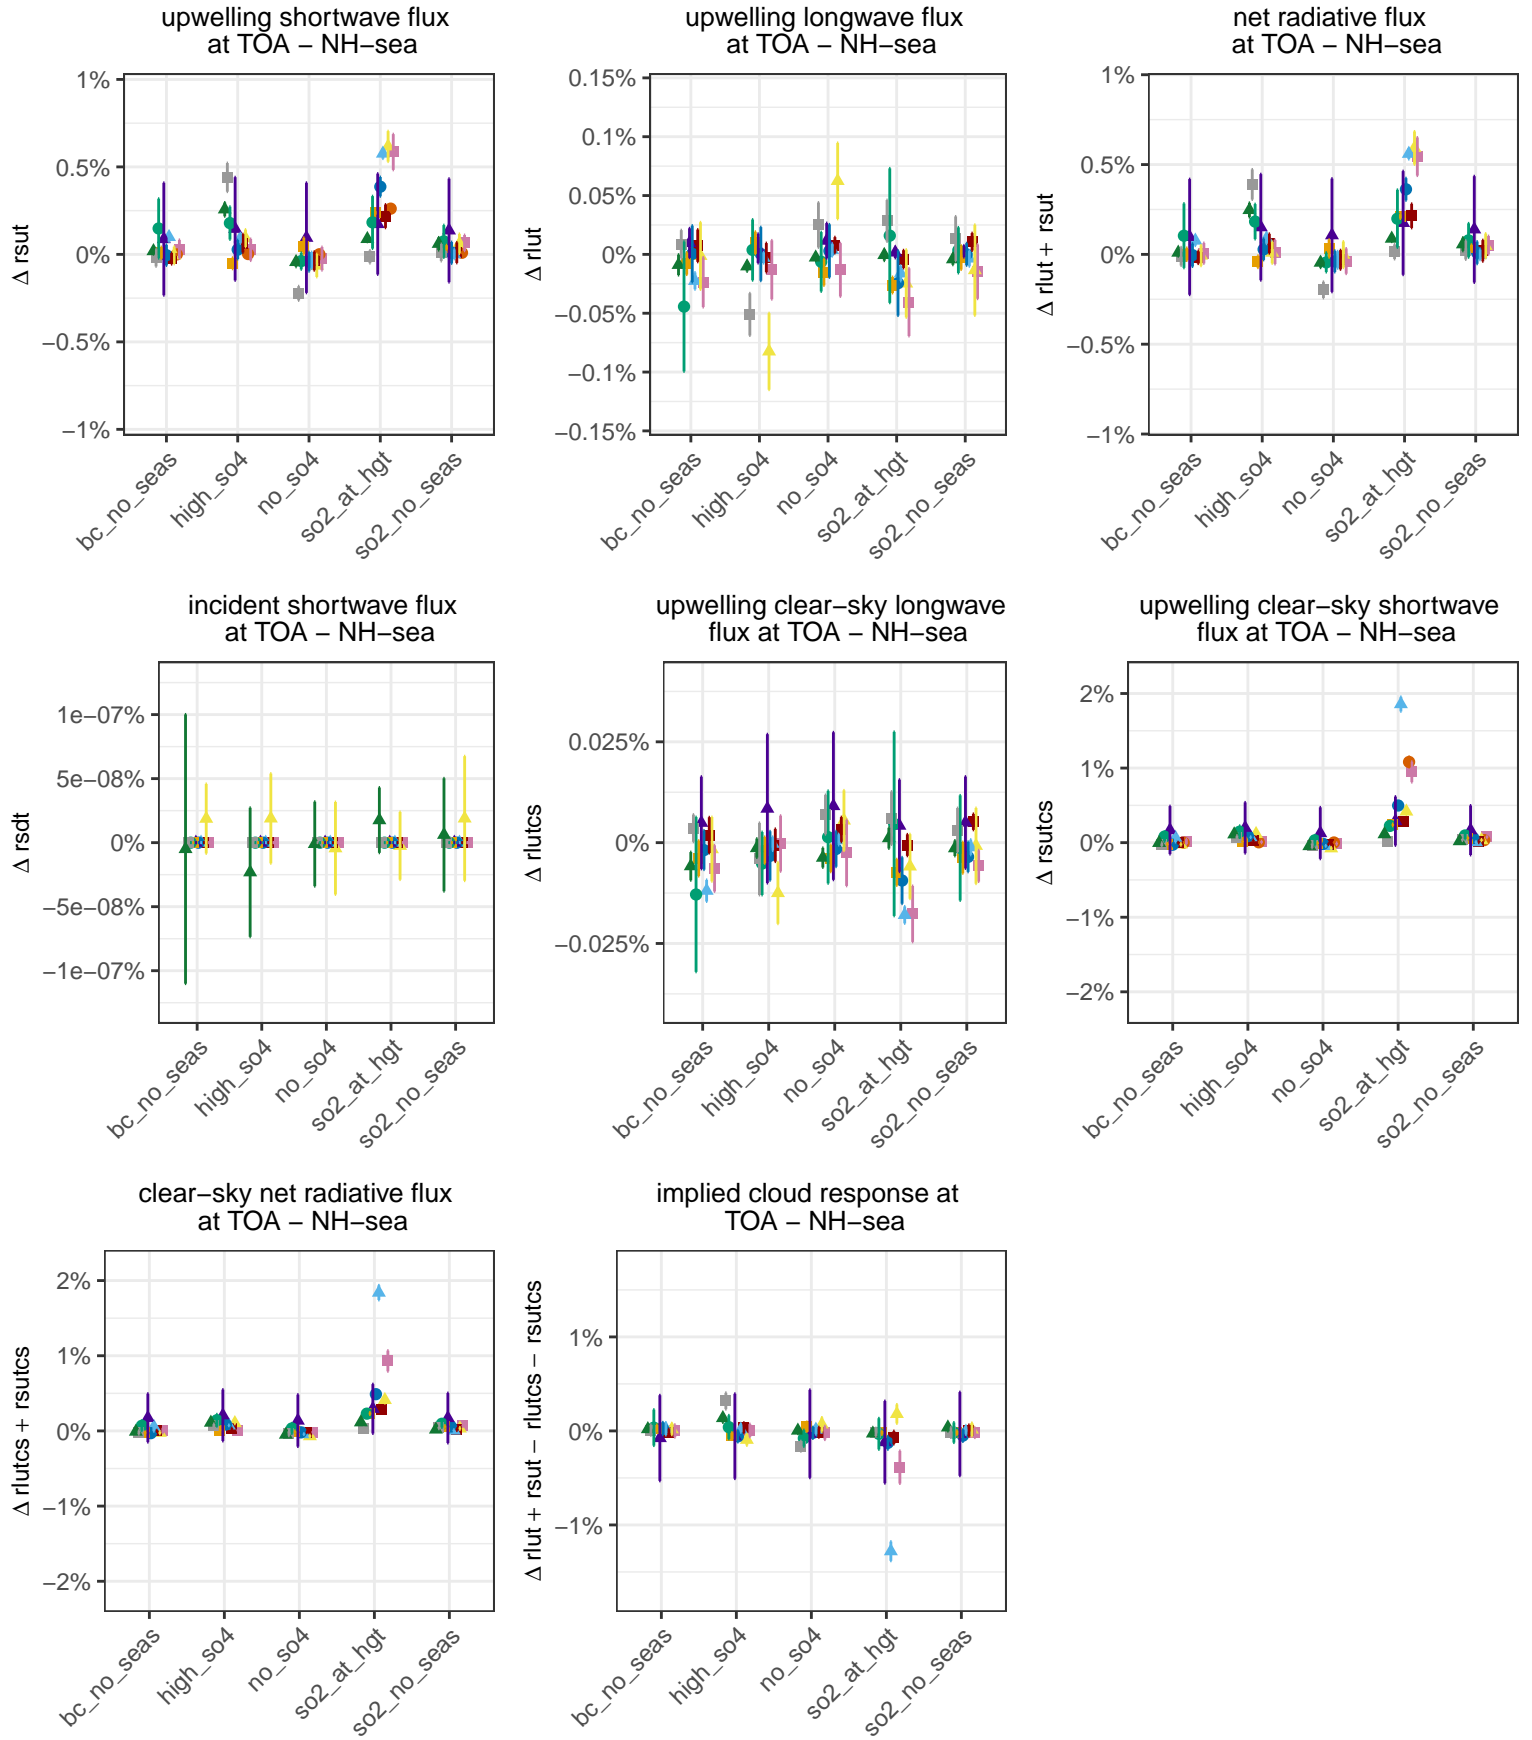 upwelling shortwave flux
at TOA − NH−sea
Δ rsut
1%
0.5%
0%
−0.5%
−1%
bc_no_seas
high_so4
no_so4
so2_at_hgt
so2_no_seas
upwelling longwave flux
at TOA − NH−sea
Δ rlut
0.15%
0.1%
0.05%
0%
−0.05%
−0.1%
−0.15%
bc_no_seas
high_so4
no_so4
so2_at_hgt
so2_no_seas
net radiative flux
at TOA − NH−sea
Δ rlut + rsut
1%
0.5%
0%
−0.5%
−1%
bc_no_seas
high_so4
no_so4
so2_at_hgt
so2_no_seas
incident shortwave flux
at TOA − NH−sea
Δ rsdt
1e−07%
5e−08%
0%
−5e−08%
−1e−07%
bc_no_seas
high_so4
no_so4
so2_at_hgt
so2_no_seas
upwelling clear−sky longwave
flux at TOA − NH−sea
Δ rlutcs
0.025%
0%
−0.025%
bc_no_seas
high_so4
no_so4
so2_at_hgt
so2_no_seas
upwelling clear−sky shortwave
flux at TOA − NH−sea
Δ rsutcs
2%
1%
0%
−1%
−2%
bc_no_seas
high_so4
no_so4
so2_at_hgt
so2_no_seas
clear−sky net radiative flux
at TOA − NH−sea
Δ rlutcs + rsutcs
2%
1%
0%
−1%
−2%
bc_no_seas
high_so4
no_so4
so2_at_hgt
so2_no_seas
implied cloud response at
TOA − NH−sea
Δ rlut + rsut − rlutcs − rsutcs
1%
0%
−1%
bc_no_seas
high_so4
no_so4
so2_at_hgt
so2_no_seas